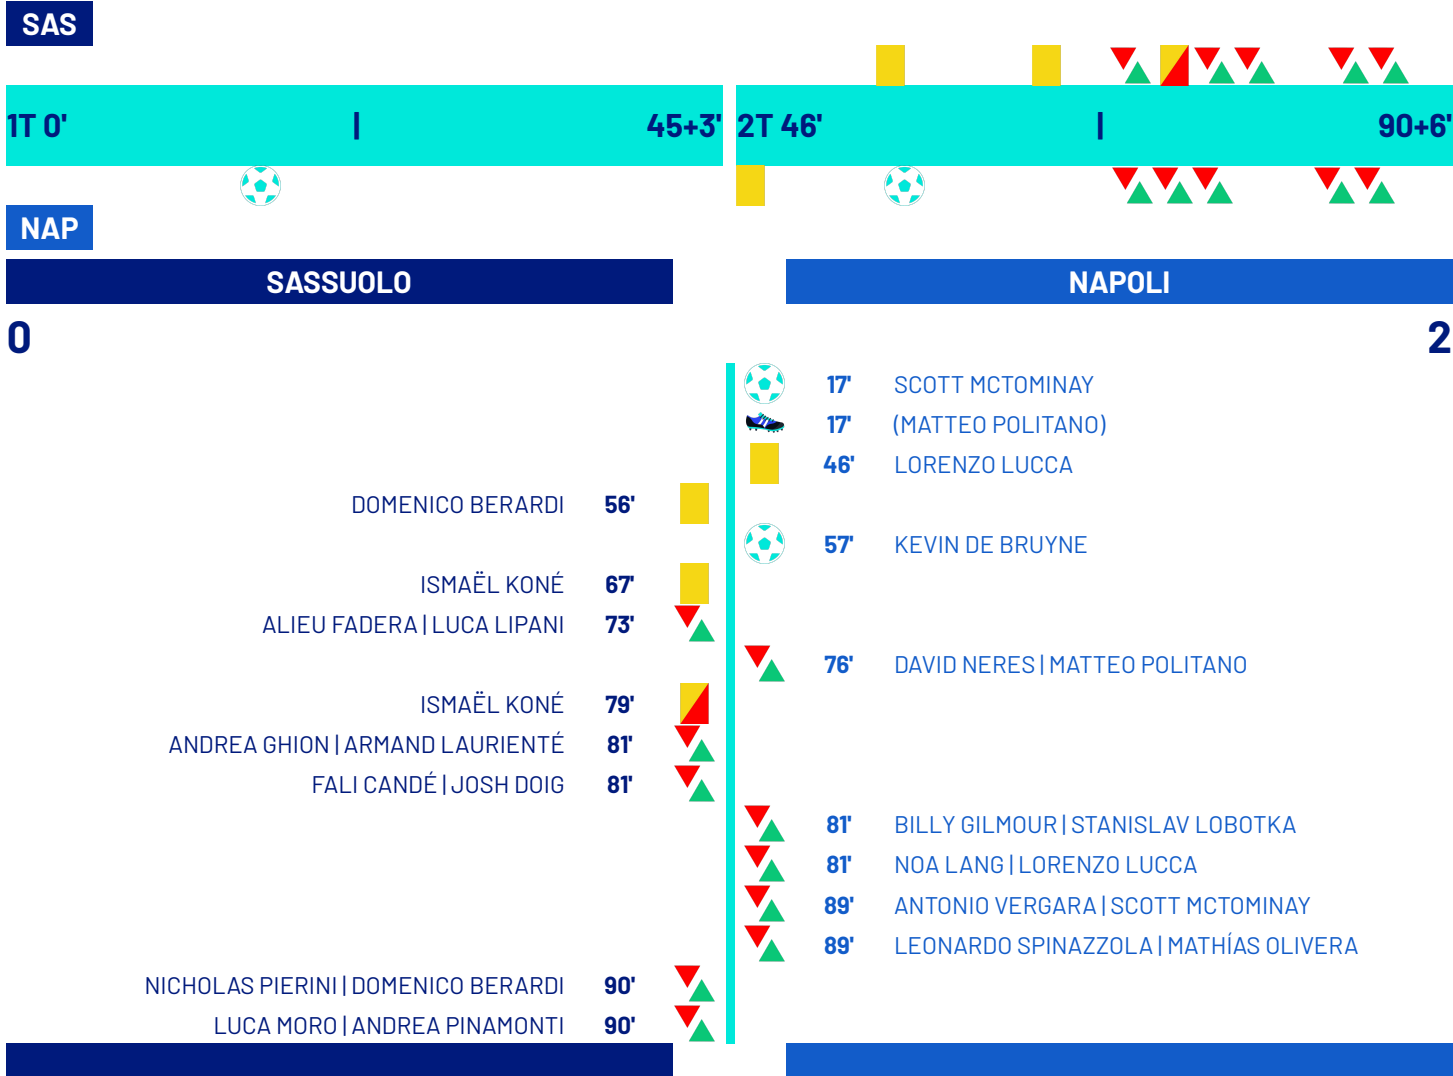 SAS
1T 0' | 45+3' 2T 46' | 90+6'
NAP
SASSUOLO NAPOLI
0 2
17' SCOTT MCTOMINAY
17' (MATTEO POLITANO)
46' LORENZO LUCCA
DOMENICO BERARDI 56'
57' KEVIN DE BRUYNE
ISMAËL KONÉ 67'
ALIEU FADERA | LUCA LIPANI 73'
76' DAVID NERES | MATTEO POLITANO
ISMAËL KONÉ 79'
ANDREA GHION | ARMAND LAURIENTÉ 81'
FALI CANDÉ | JOSH DOIG 81'
81' BILLY GILMOUR | STANISLAV LOBOTKA
81' NOA LANG | LORENZO LUCCA
89' ANTONIO VERGARA | SCOTT MCTOMINAY
89' LEONARDO SPINAZZOLA | MATHÍAS OLIVERA
NICHOLAS PIERINI | DOMENICO BERARDI 90'
LUCA MORO | ANDREA PINAMONTI 90'